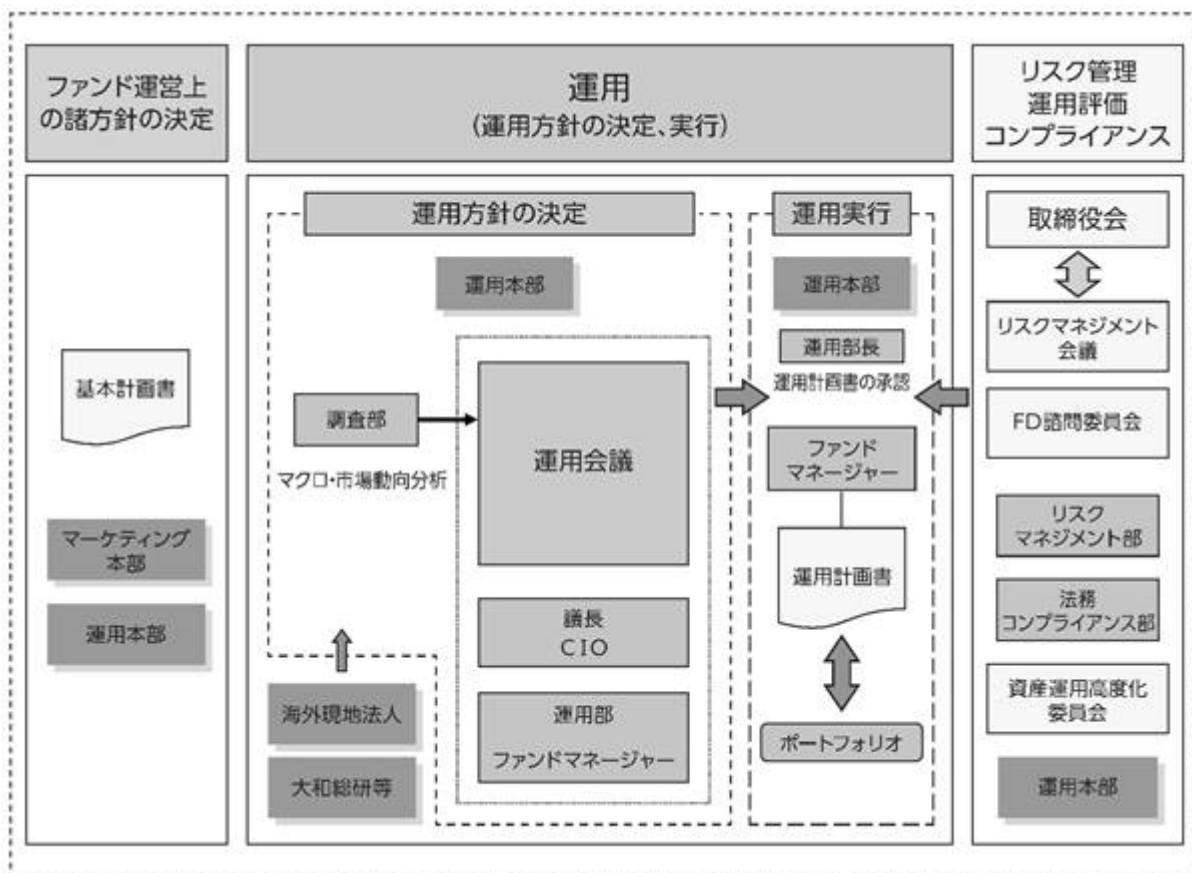 ファンド運営上
の諸方針の決定
運用
(運用方針の決定、実行)
リスク管理
運用評価
コンプライアンス
基本計画書
マーケティング
本部
運用本部
運用方針の決定
運用本部
調査部
マクロ・市場動向分析
運用会議
議長
CIO
運用部
ファンドマネージャー
海外現地法人
大和総研等
運用実行
運用本部
運用部長
運用計画書の承認
ファンド
マネージャー
運用計画書
ポートフォリオ
取締役会
リスクマネジメント
会議
FD諮問委員会
リスク
マネジメント部
法務
コンプライアンス部
資産運用高度化
委員会
運用本部